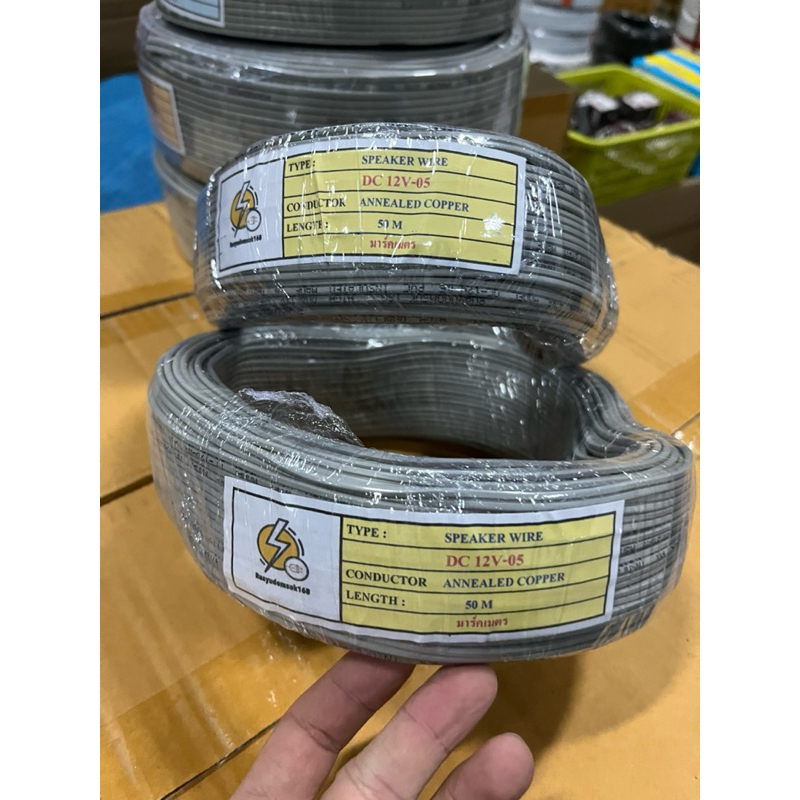 TYPE : SPEAKER WIRE
DC 12V-05
CONDUCTOR ANNEALED COPPER
LENGTH : 50 M
มาร์คเมตร
TYPE : SPEAKER WIRE
DC 12V-05
CONDUCTOR ANNEALED COPPER
LENGTH : 50 M
มาร์คเมตร